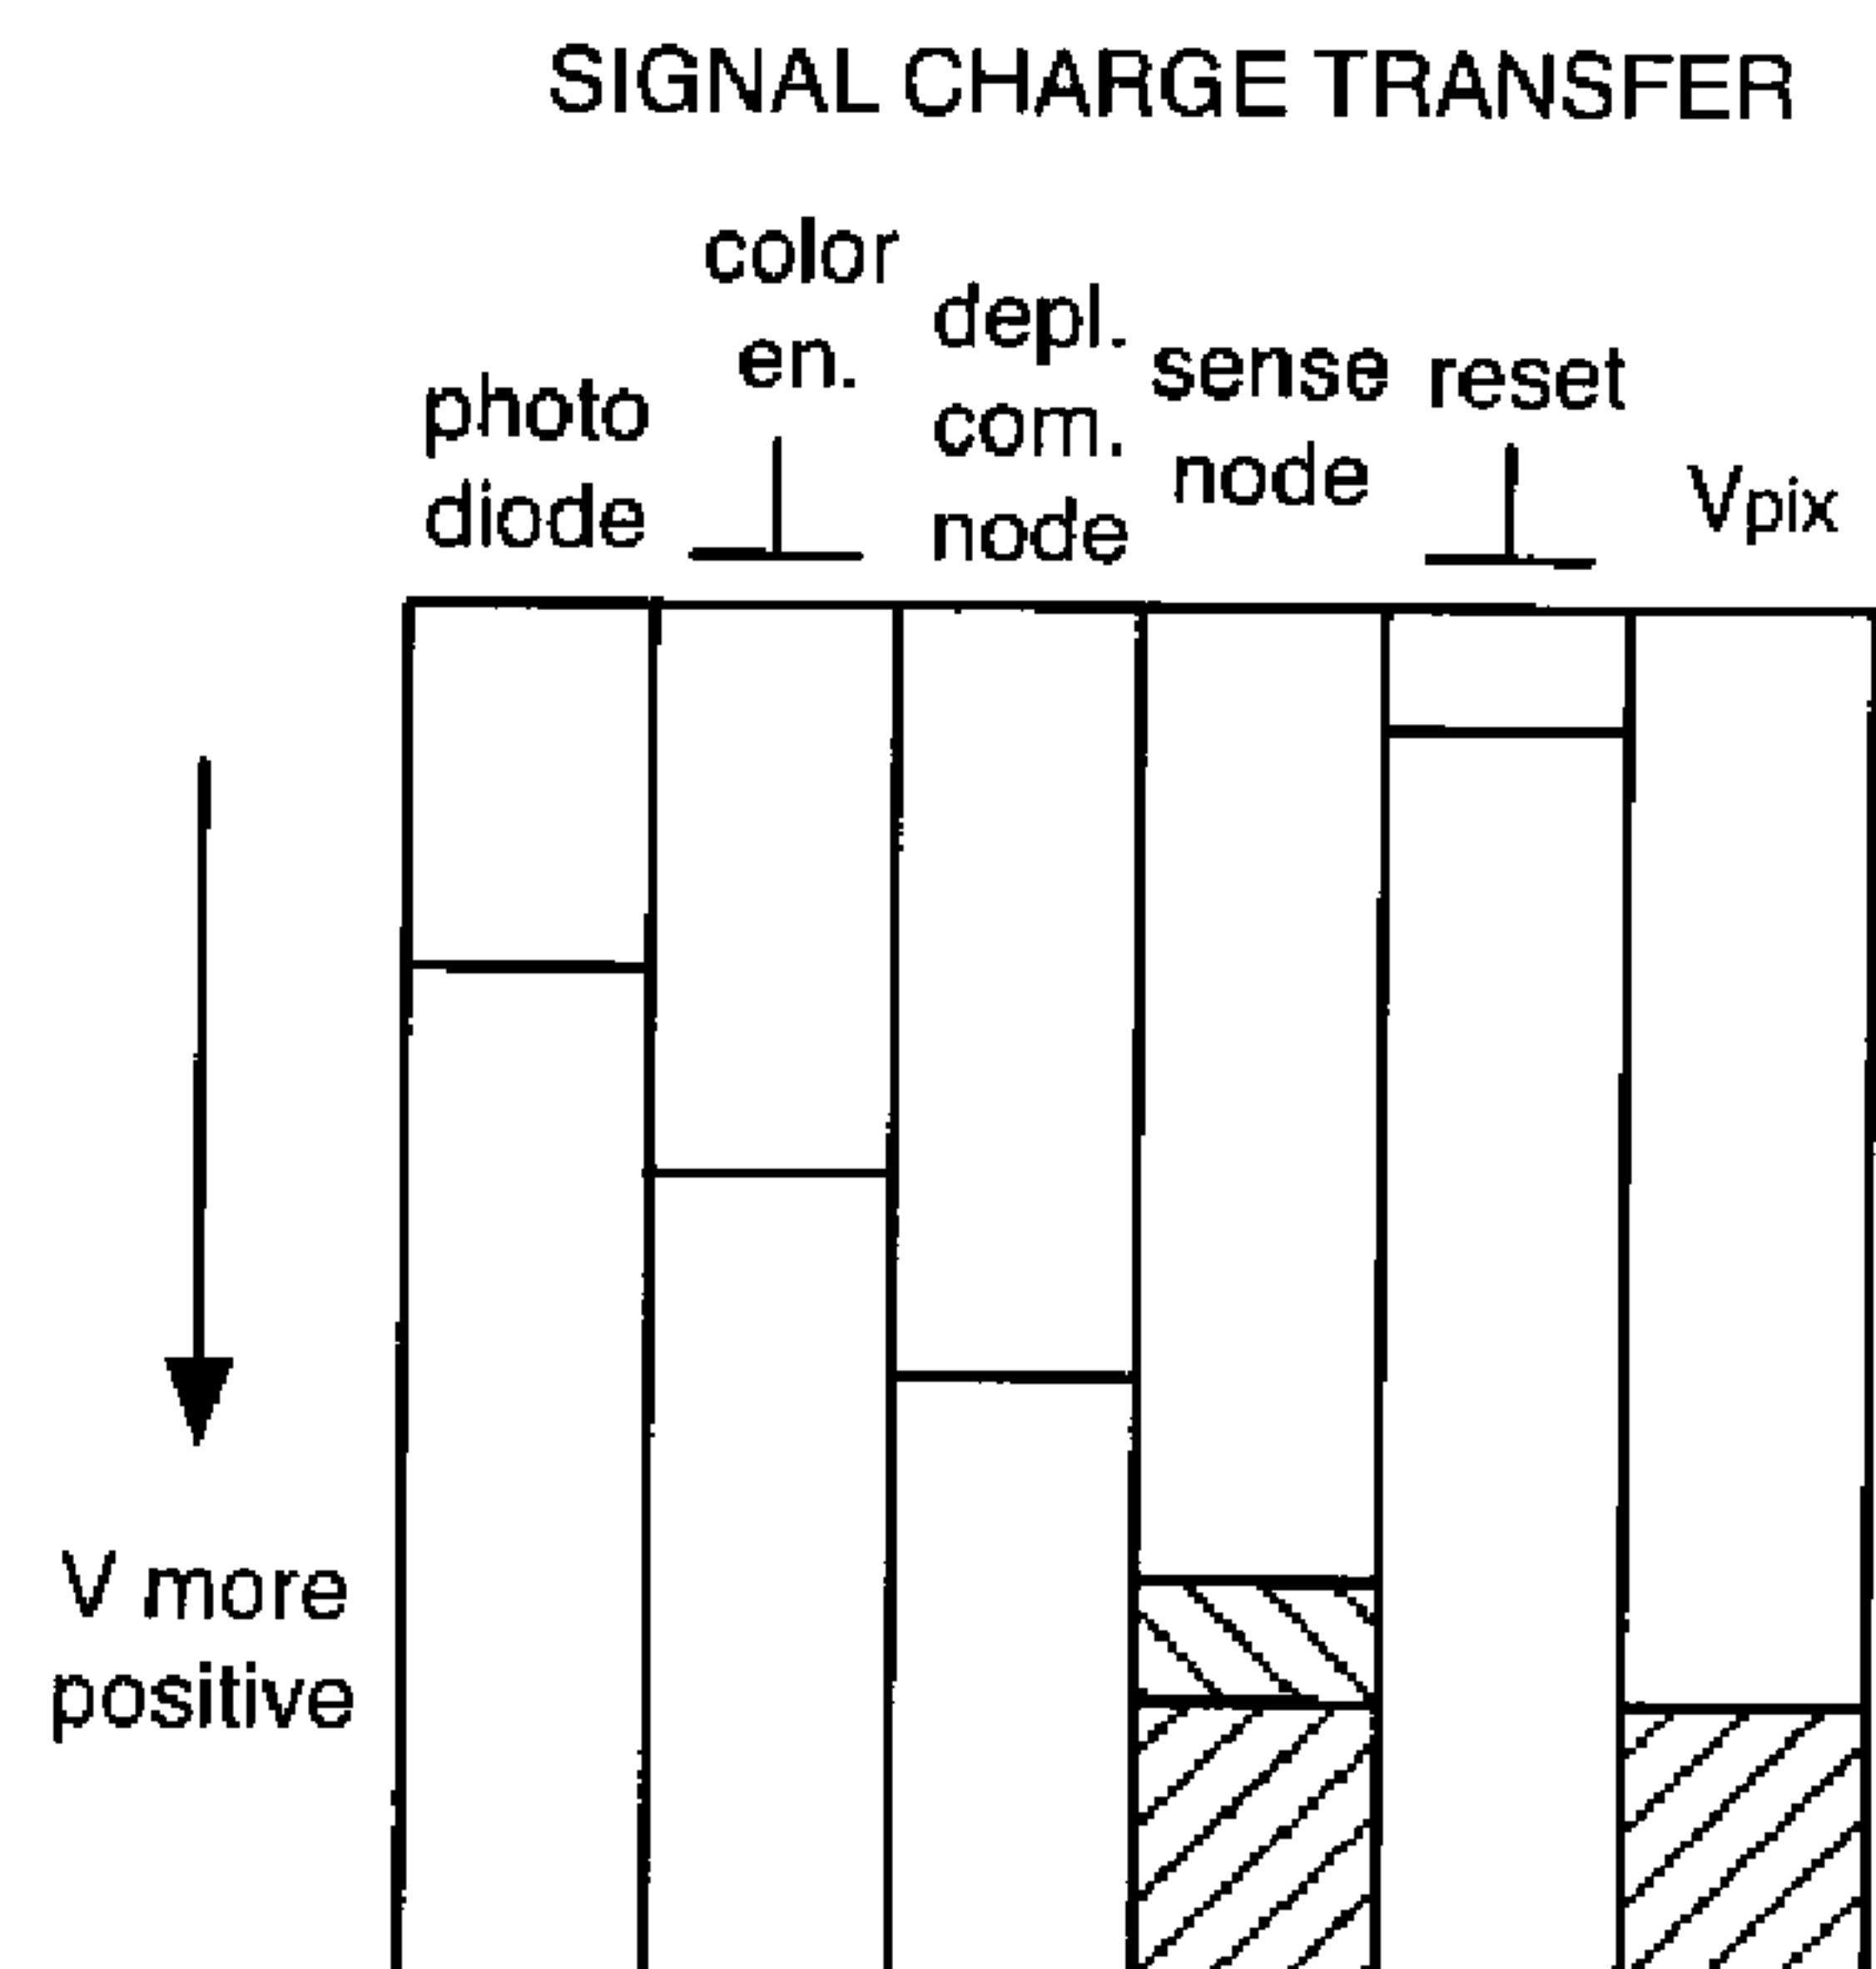 SIGNAL CHARGE TRANSFER
color
en.
depl.
com.
node
photo
diode
sense
node
reset
Vpix
V more
positive